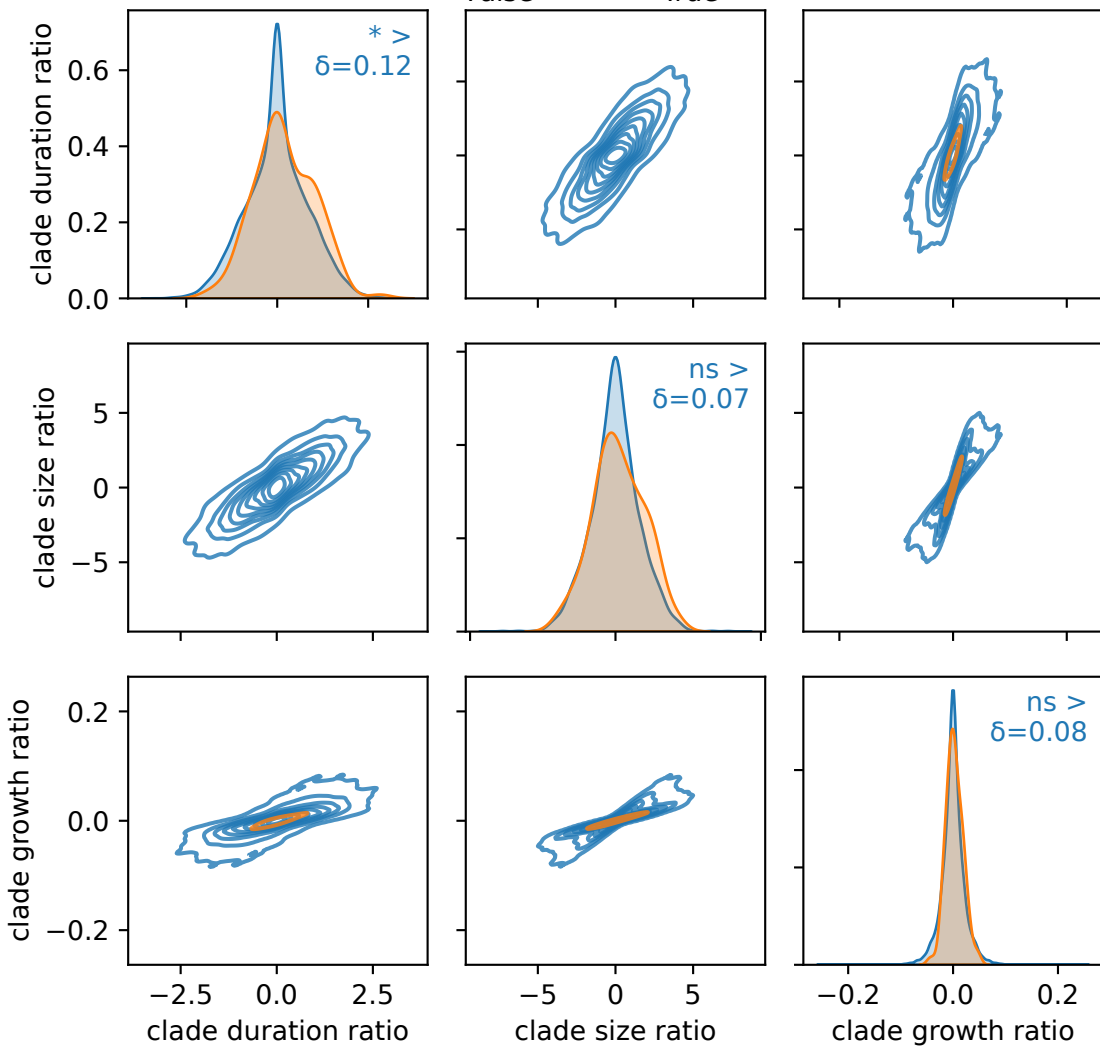 clade duration ratio
0.6
0.4
0.2
0.0
* >
δ=0.12
clade size ratio
5
0
−5
ns >
δ=0.07
clade growth ratio
0.2
0.0
−0.2
ns >
δ=0.08
−2.5 0.0 2.5
−5 0 5
−0.2 0.0 0.2
clade duration ratio
clade size ratio
clade growth ratio